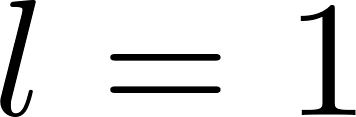 l = 1